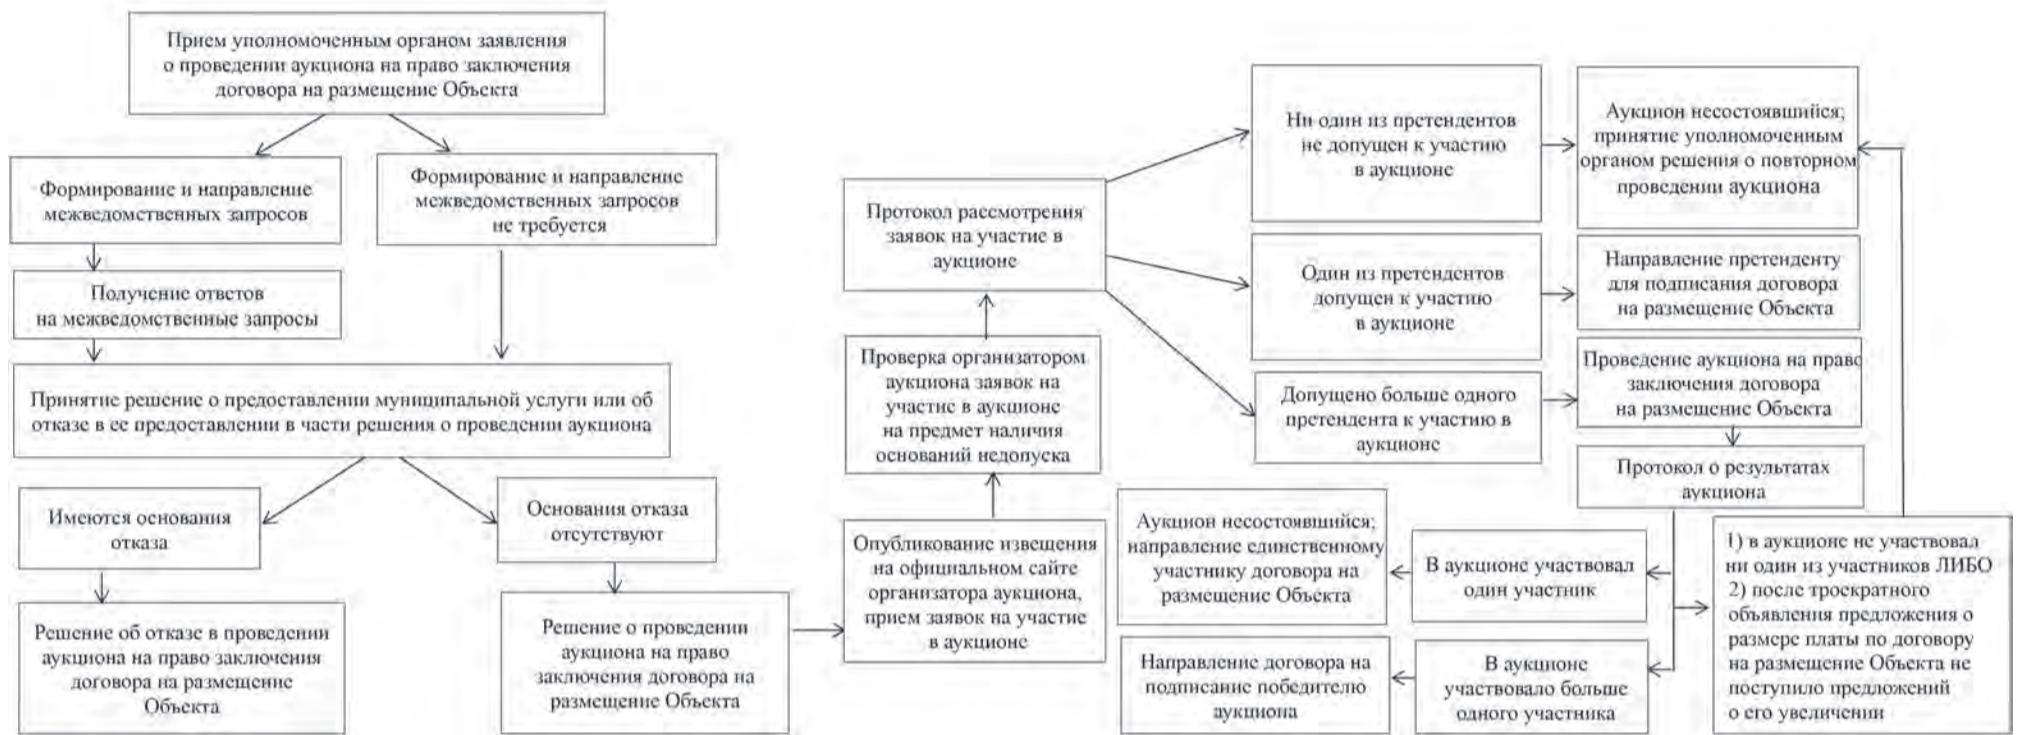 Прием уполномоченным органом заявления
о проведении аукциона на право заключения
договора на размещение Объекта
Формирование и направление
межведомственных запросов
Формирование и направление
межведомственных запросов
не требуется
Получение ответов
на межведомственные запросы
Принятие решение о предоставлении муниципальной услуги или об
отказе в ее предоставлении в части решения о проведении аукциона
Имеются основания
отказа
Основания отказа
отсутствуют
Решение об отказе в проведении
аукциона на право заключения
договора на размещение
Объекта
Решение о проведении
аукциона на право
заключения договора на
размещение Объекта
Опубликование извещения
на официальном сайте
организатора аукциона,
прием заявок на участие
в аукционе
Проверка организатором
аукциона заявок на
участие в аукционе
на предмет наличия
оснований недопуска
Протокол рассмотрения
заявок на участие в
аукционе
Ни один из претендентов
не допущен к участию
в аукционе
Аукцион несостоявшийся;
принятие уполномоченным
органом решения о повторном
проведении аукциона
Один из претендентов
допущен к участию
в аукционе
Направление претенденту
для подписания договора
на размещение Объекта
Допущено больше одного
претендента к участию в
аукционе
Проведение аукциона на право
заключения договора
на размещение Объекта
Протокол о результатах
аукциона
Аукцион несостоявшийся;
направление единственному
участнику договора на
размещение Объекта
В аукционе участвовал
один участник
1) в аукционе не участвовал
ни один из участников ЛИБО
2) после троекратного
объявления предложения о
размере платы по договору
на размещение Объекта не
поступило предложений
о его увеличении
Направление договора на
подписание победителю
аукциона
В аукционе
участвовало больше
одного участника